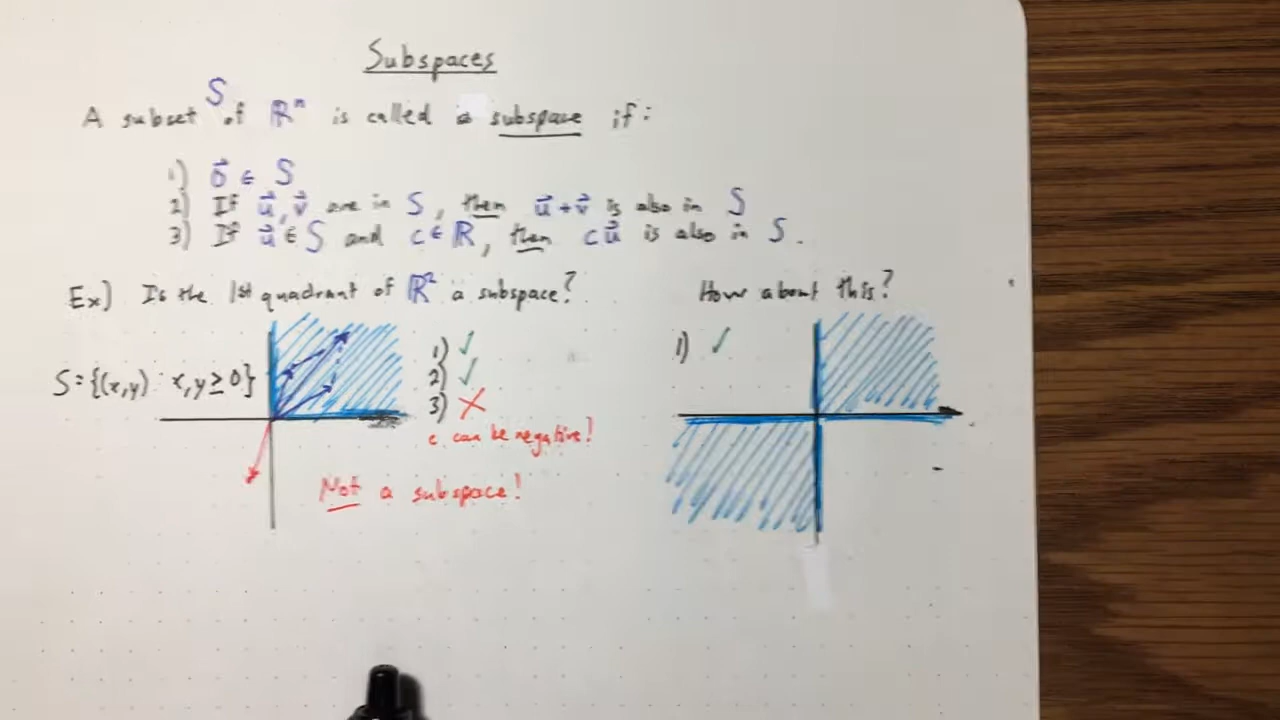 Subspaces
A subset S of ℝⁿ is called a subspace if:
1) 0⃗ ∈ S
2) If u⃗, v⃗ are in S, then u⃗ + v⃗ is also in S
3) If u⃗ ∈ S and c ∈ ℝ, then cu⃗ is also in S.
Ex) Is the 1st quadrant of ℝ² a subspace?
S = {(x,y) : x,y ≥ 0}
1) ✓
2) ✓
3) ✗
c can be negative!
Not a subspace!
How about this?
1) ✓